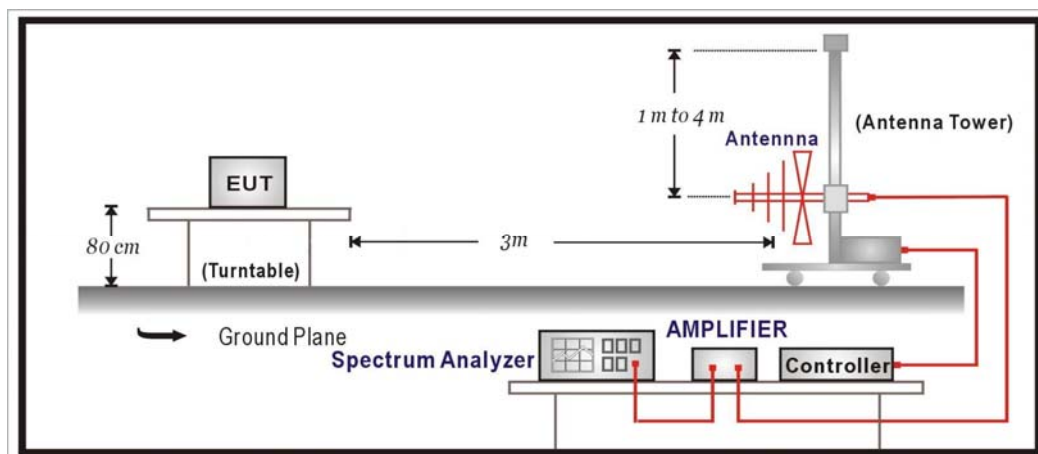 1 m to 4 m
(Antenna Tower)
Antennna
EUT
80 cm
3m
(Turntable)
Ground Plane
AMPLIFIER
Spectrum Analyzer
Controller